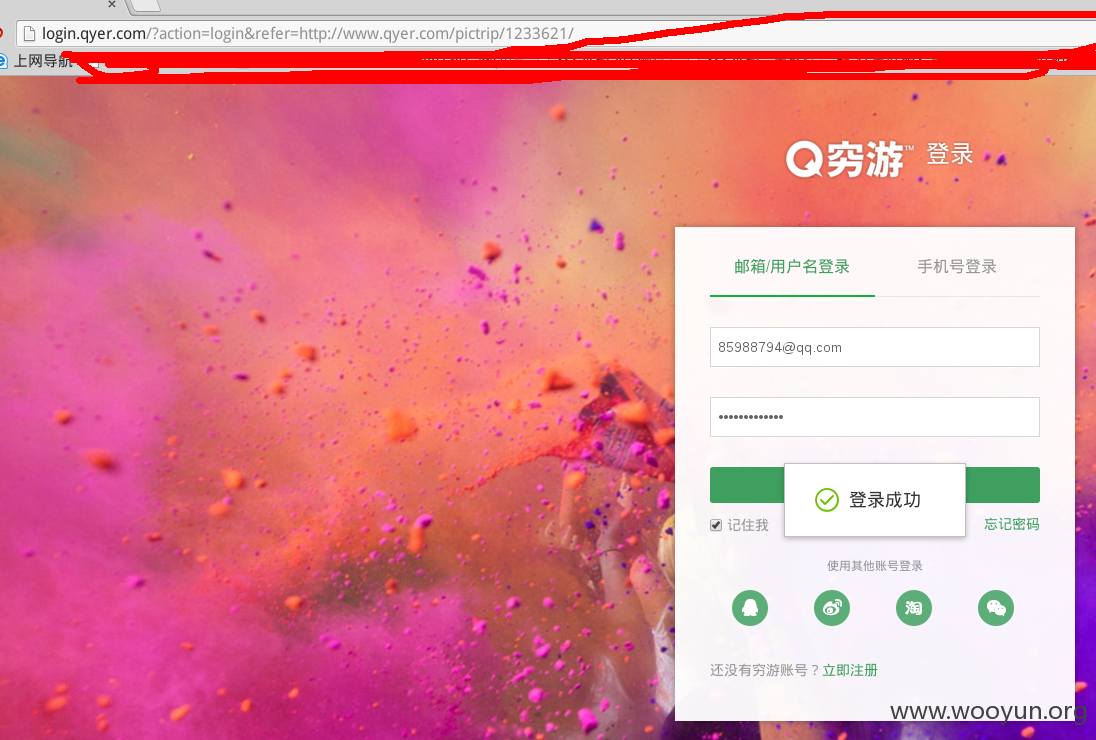 login.qyer.com/?action=login&refer=http://www.qyer.com/pictrip/1233621/
上网导航
Q穷游™ 登录
邮箱/用户名登录 手机号登录
85988794@qq.com
•••••••••••••
登录成功
记住我 忘记密码
使用其他账号登录
淘
还没有穷游账号？立即注册
www.wooyun.org